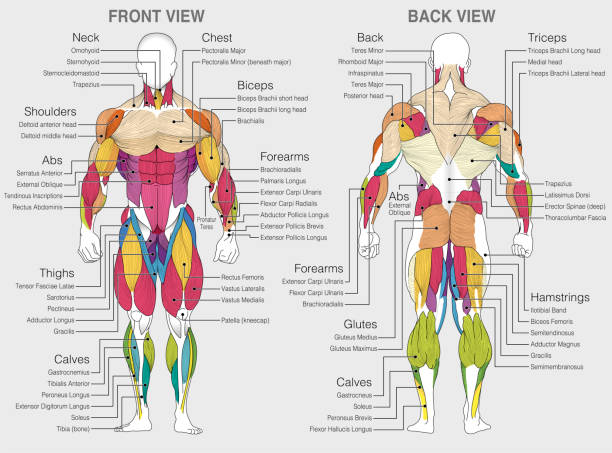 FRONT VIEW
Neck
Omohyoid
Sternohyoid
Sternocleidomastoid
Trapezius
Shoulders
Deltoid anterior head
Deltoid middle head
Abs
Serratus Anterior
External Oblique
Tendinous Inscriptions
Rectus Abdominis
Thighs
Tensor Fasciae Latae
Sarotorius
Pectineus
Adductor Longus
Gracilis
Calves
Gastrocnemius
Tibialis Anterior
Peroneus Longus
Extensor Digitorum Langus
Soleus
Tibia (bone)
Chest
Pectoralis Major
Pectoralis Minor (beneath major)
Biceps
Biceps Brachii short head
Biceps Brachii long head
Brachialis
Forearms
Brachioradialis
Palmaris Longus
Extensor Carpi Ulnaris
Flexor Carpi Radialis
Abductor Pollicis Longus
Extensor Pollicis Brevis
Extensor Pollicis Longus
Pronator
Teres
Rectus Femoris
Vastus Lateralis
Vastus Medialis
Patella (kneecap)
BACK VIEW
Back
Teres Minor
Rhomboid Major
Infraspinatus
Teres Major
Posterior head
Abs
External
Oblique
Forearms
Extensor Carpi Ulnaris
Flexor Carpi Ulnaris
Brachioradialis
Glutes
Gluteus Medius
Gluteus Maximus
Calves
Gastrocneus
Soleus
Peroneus Brevis
Flexor Hallucis Longus
Triceps
Triceps Brachii Long head
Medial head
Triceps Brachii Lateral head
Trapezius
Latissimus Dorsi
Erector Spinae (deep)
Thoracolumbar Fascia
Hamstrings
Iiotibial Band
Biceos Femoris
Semitendinosus
Adductor Magnus
Gracilis
Semimembranosus